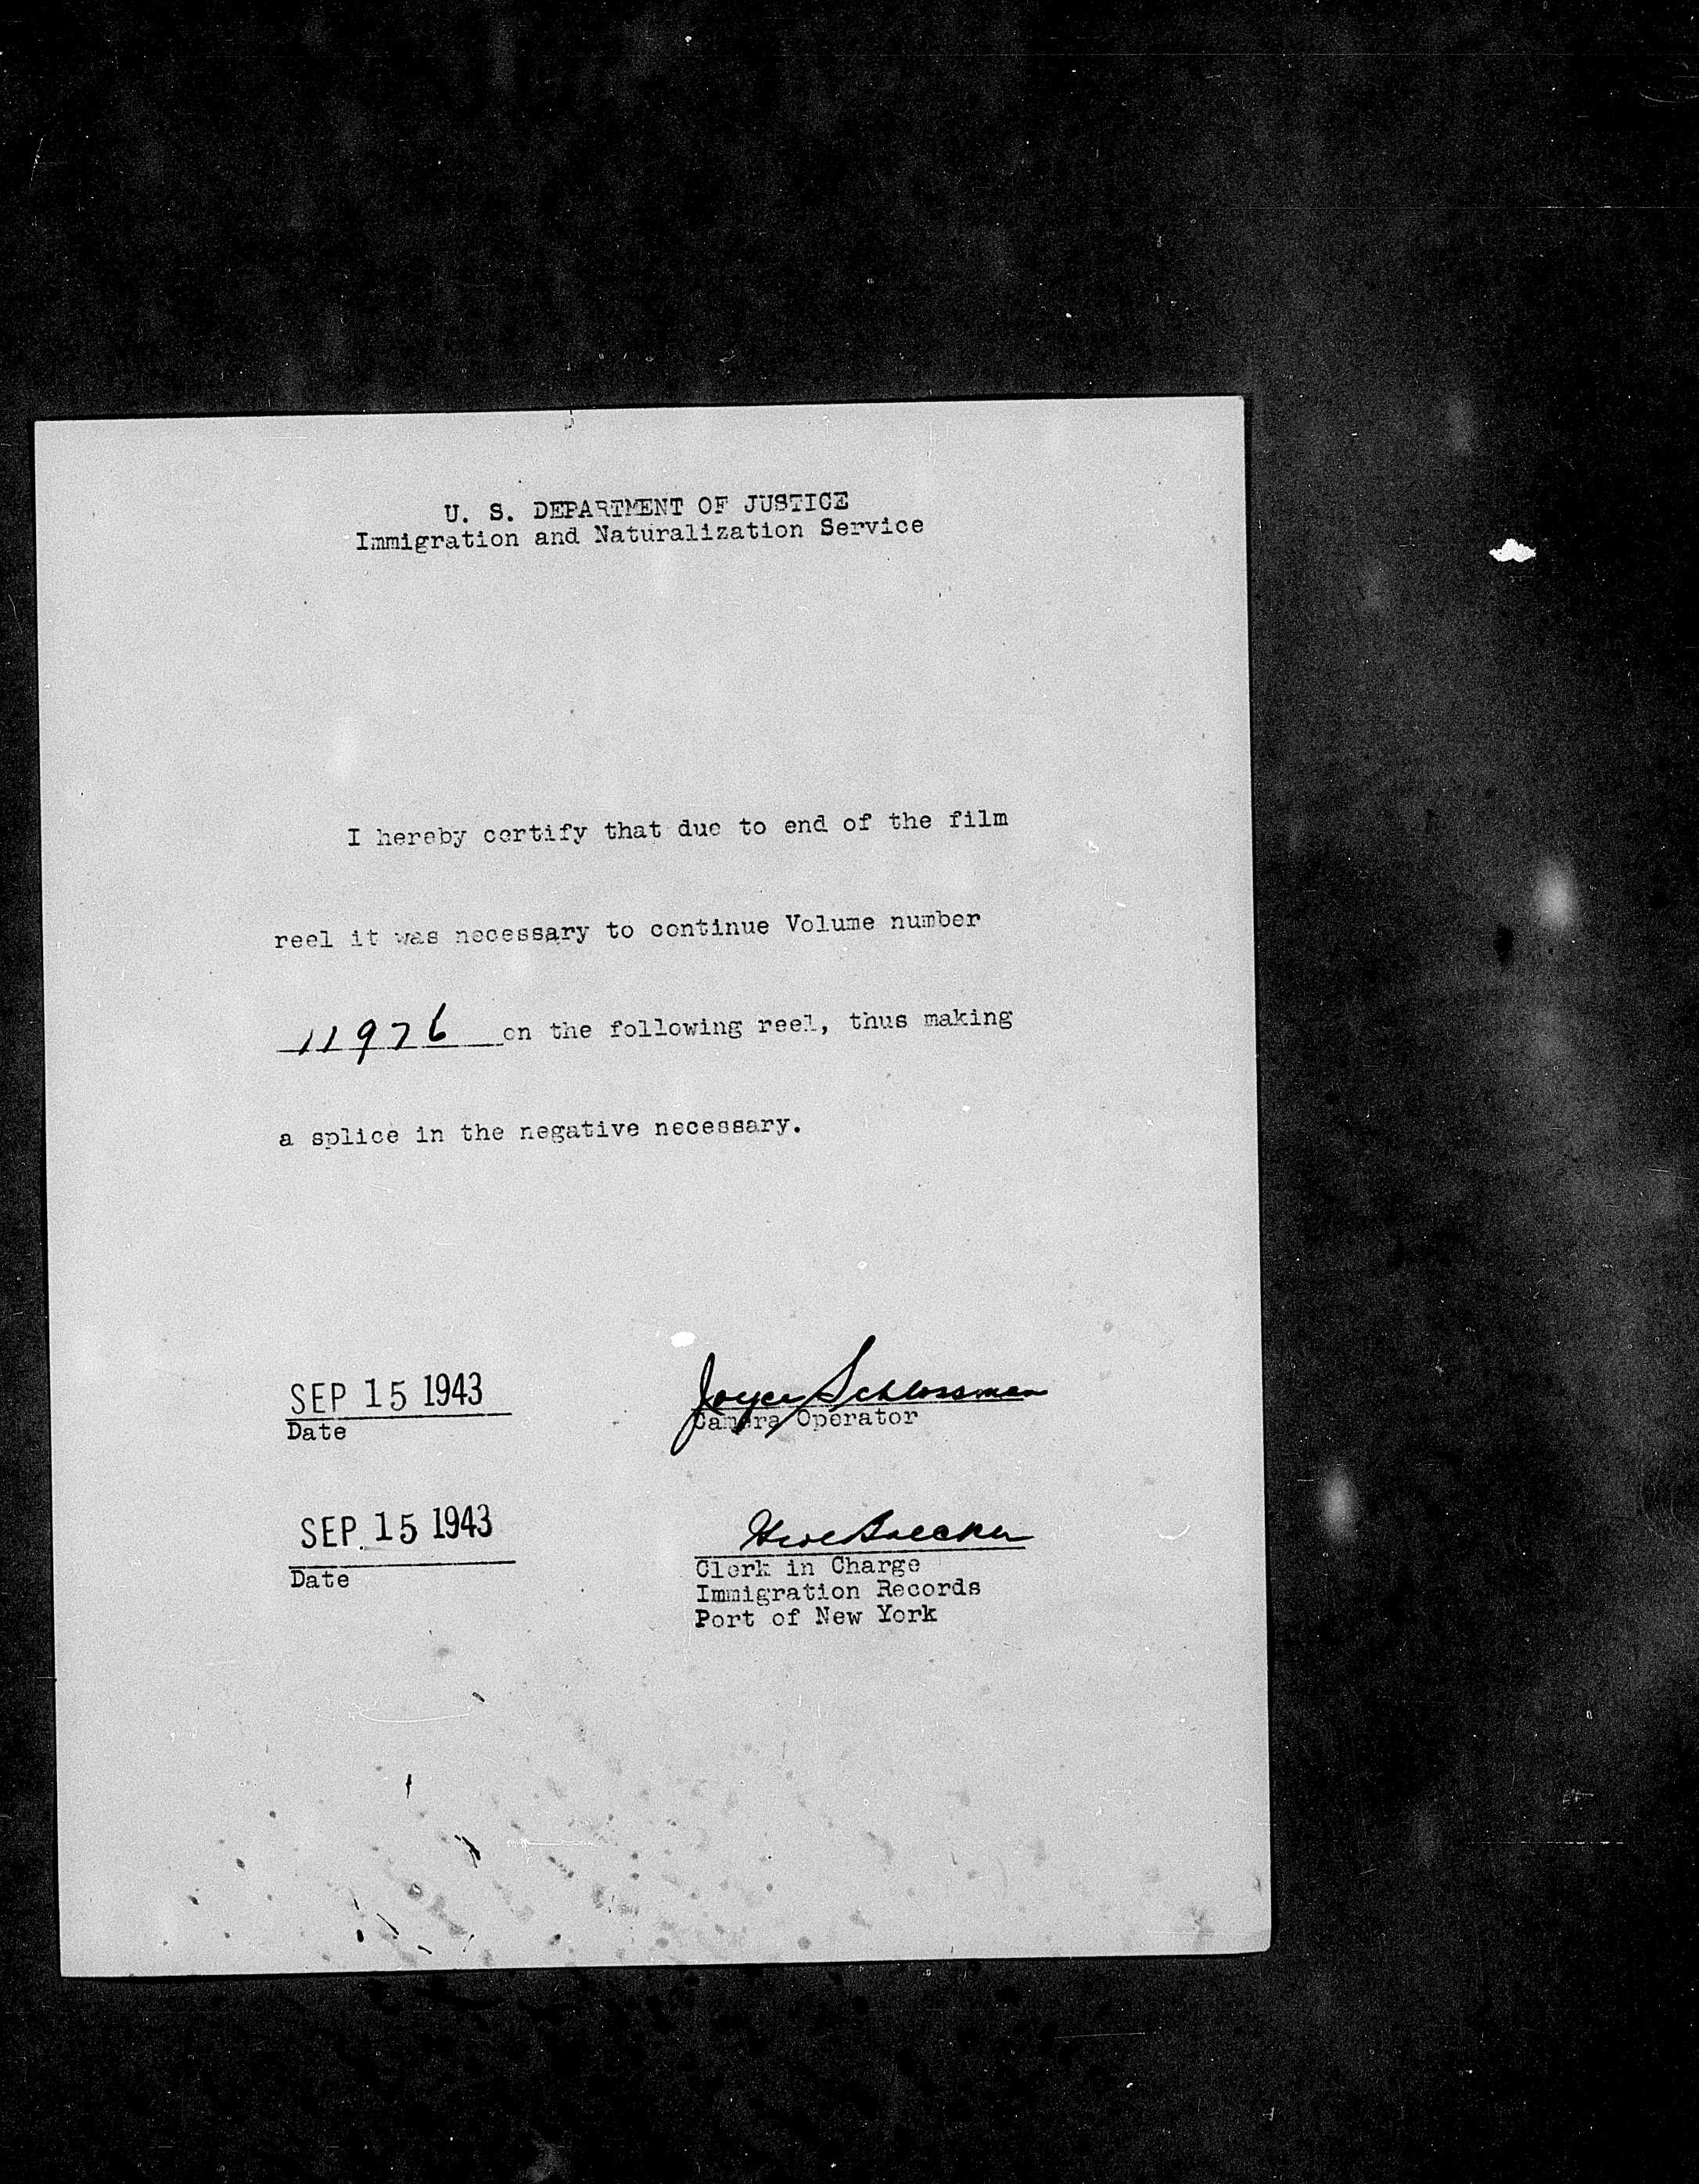 U. S. DEPARTMENT OF JUSTICE
Immigration and Naturalization Service
I hereby certify that due to end of the film
reel it was necessary to continue Volume number
11976 on the following reel, thus making
a splice in the negative necessary.
SEP 15 1943
Date
Joyce Schlossman
Camera Operator
SEP. 15 1943
Date
Clerk in Charge
Immigration Records
Port of New York